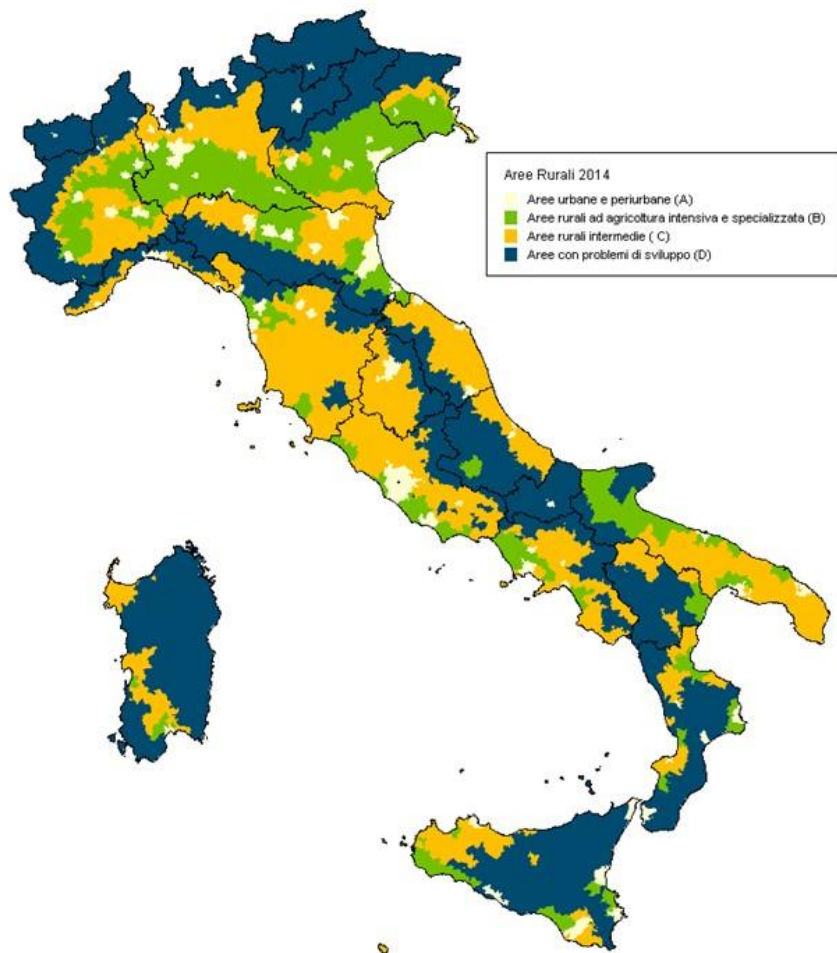 Aree Rurali 2014
Aree urbane e periurbane (A)
Aree rurali ad agricoltura intensiva e specializzata (B)
Aree rurali intermedie ( C)
Aree con problemi di sviluppo (D)